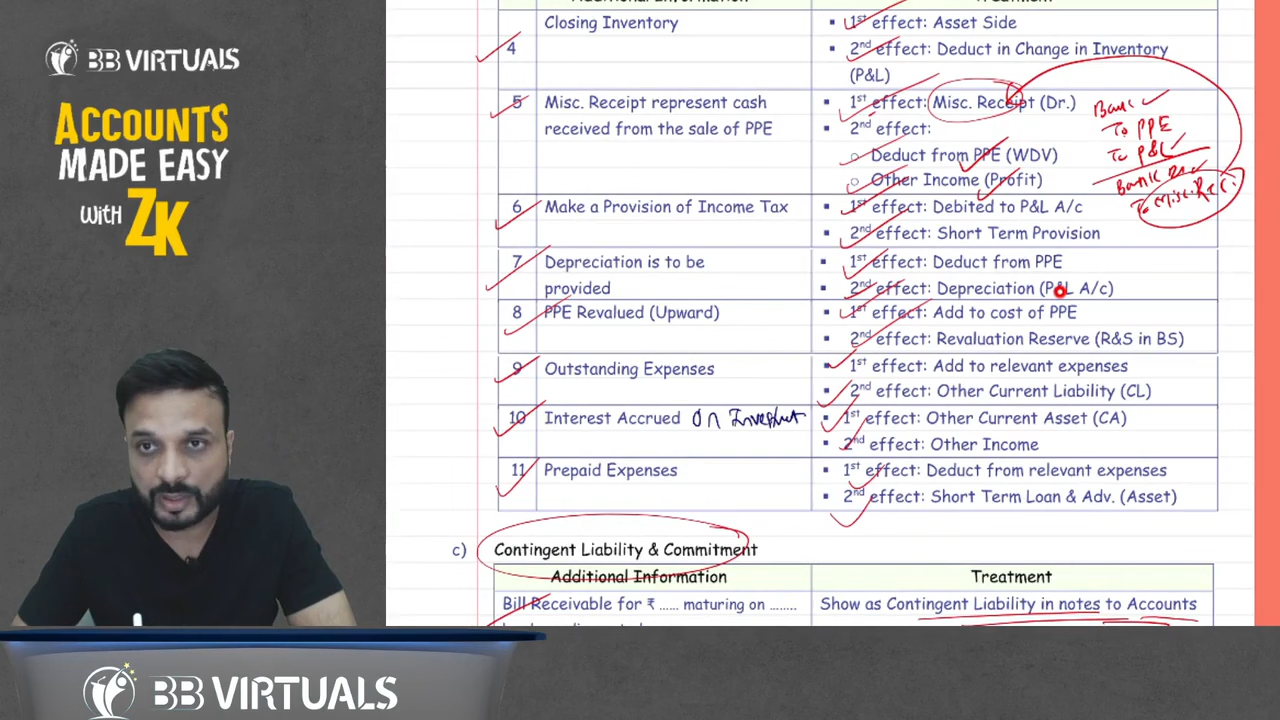 BB VIRTUALS
ACCOUNTS
MADE EASY
WITH ZK
Closing Inventory
▪ 1st effect: Asset Side
4
▪ 2nd effect: Deduct in Change in Inventory
(P&L)
5 Misc. Receipt represent cash
received from the sale of PPE
▪ 1st effect: Misc. Receipt (Dr.)
▪ 2nd effect:
o Deduct from PPE (WDV)
o Other Income (Profit)
Bank
To PPE
To P&L
Bank
To Misc.
6 Make a Provision of Income Tax
▪ 1st effect: Debited to P&L A/c
▪ 2nd effect: Short Term Provision
7 Depreciation is to be
provided
▪ 1st effect: Deduct from PPE
▪ 2nd effect: Depreciation (P&L A/c)
8 PPE Revalued (Upward)
▪ 1st effect: Add to cost of PPE
▪ 2nd effect: Revaluation Reserve (R&S in BS)
9 Outstanding Expenses
▪ 1st effect: Add to relevant expenses
▪ 2nd effect: Other Current Liability (CL)
10 Interest Accrued On
▪ 1st effect: Other Current Asset (CA)
▪ 2nd effect: Other Income
11 Prepaid Expenses
▪ 1st effect: Deduct from relevant expenses
▪ 2nd effect: Short Term Loan & Adv. (Asset)
c) Contingent Liability & Commitment
Additional Information Treatment
Bill Receivable for ₹ ...... maturing on ........
Show as Contingent Liability in notes to Accounts
BB VIRTUALS